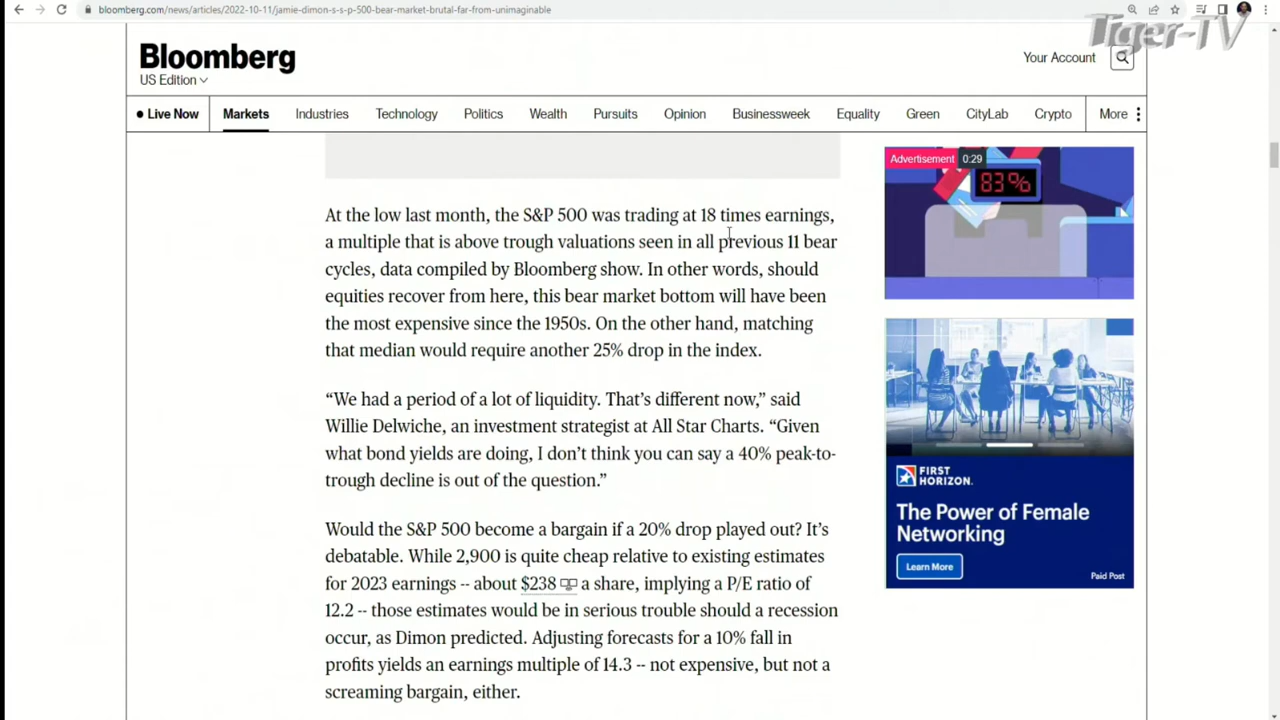 bloomberg.com/news/articles/2022-10-11/jamie-dimon-s-s-p-500-bear-market-brutal-far-from-unimaginable
Tiger-TV
Bloomberg
US Edition
Your Account
Live Now Markets Industries Technology Politics Wealth Pursuits Opinion Businessweek Equality Green CityLab Crypto More
Advertisement 0:29
83%
At the low last month, the S&P 500 was trading at 18 times earnings,
a multiple that is above trough valuations seen in all previous 11 bear
cycles, data compiled by Bloomberg show. In other words, should
equities recover from here, this bear market bottom will have been
the most expensive since the 1950s. On the other hand, matching
that median would require another 25% drop in the index.
“We had a period of a lot of liquidity. That’s different now,” said
Willie Delwiche, an investment strategist at All Star Charts. “Given
what bond yields are doing, I don’t think you can say a 40% peak-to-
trough decline is out of the question.”
Would the S&P 500 become a bargain if a 20% drop played out? It’s
debatable. While 2,900 is quite cheap relative to existing estimates
for 2023 earnings -- about $238 a share, implying a P/E ratio of
12.2 -- those estimates would be in serious trouble should a recession
occur, as Dimon predicted. Adjusting forecasts for a 10% fall in
profits yields an earnings multiple of 14.3 -- not expensive, but not a
screaming bargain, either.
FIRST
HORIZON.
The Power of Female
Networking
Learn More
Paid Post